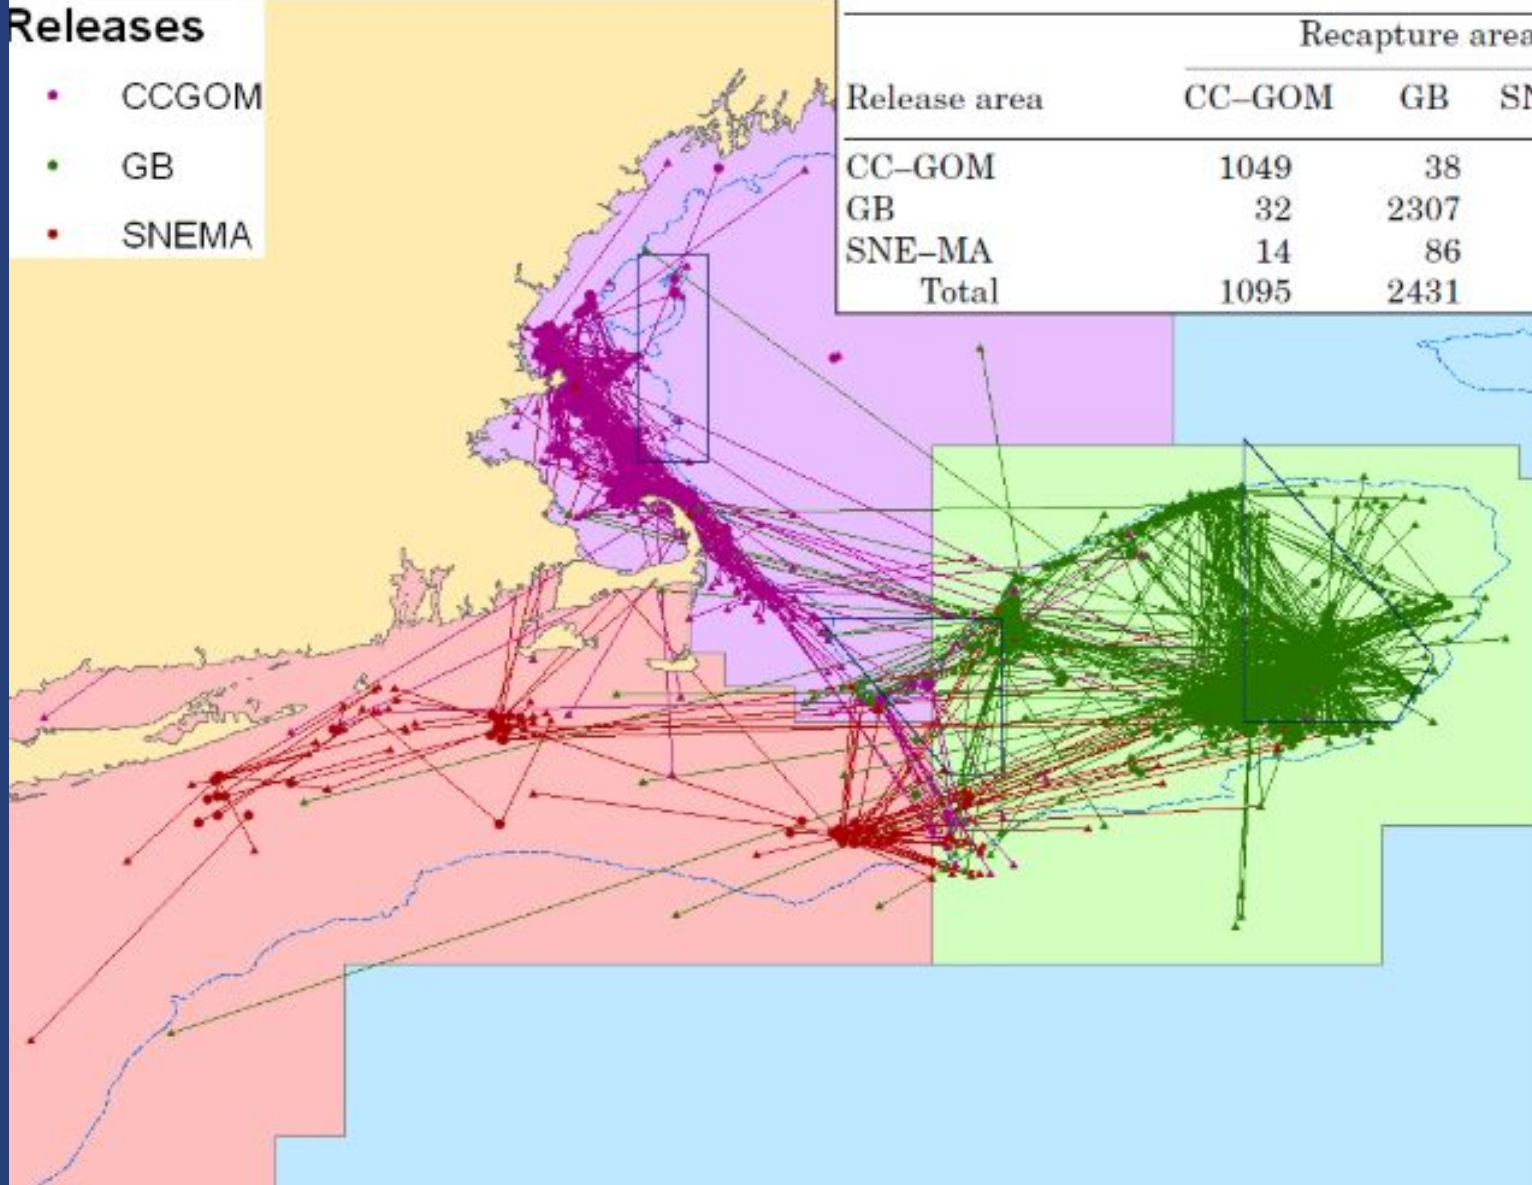 Releases
CCGOM
GB
SNEMA
Recapture area
Release area CC–GOM GB SN
CC–GOM 1049 38
GB 32 2307
SNE–MA 14 86
Total 1095 2431